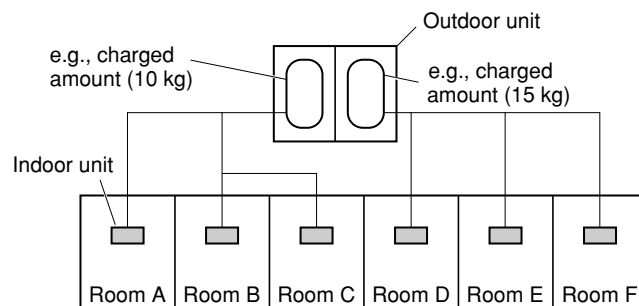 Outdoor unit
e.g., charged
amount (10 kg)
e.g., charged
amount (15 kg)
Indoor unit
Room A Room B Room C Room D Room E Room F